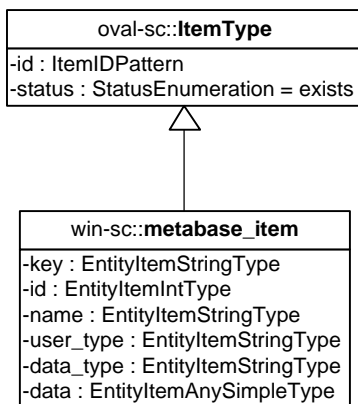 oval-sc::ItemType
-id : ItemIDPattern
-status : StatusEnumeration = exists
win-sc::metabase_item
-key : EntityItemStringType
-id : EntityItemIntType
-name : EntityItemStringType
-user_type : EntityItemStringType
-data_type : EntityItemStringType
-data : EntityItemAnySimpleType